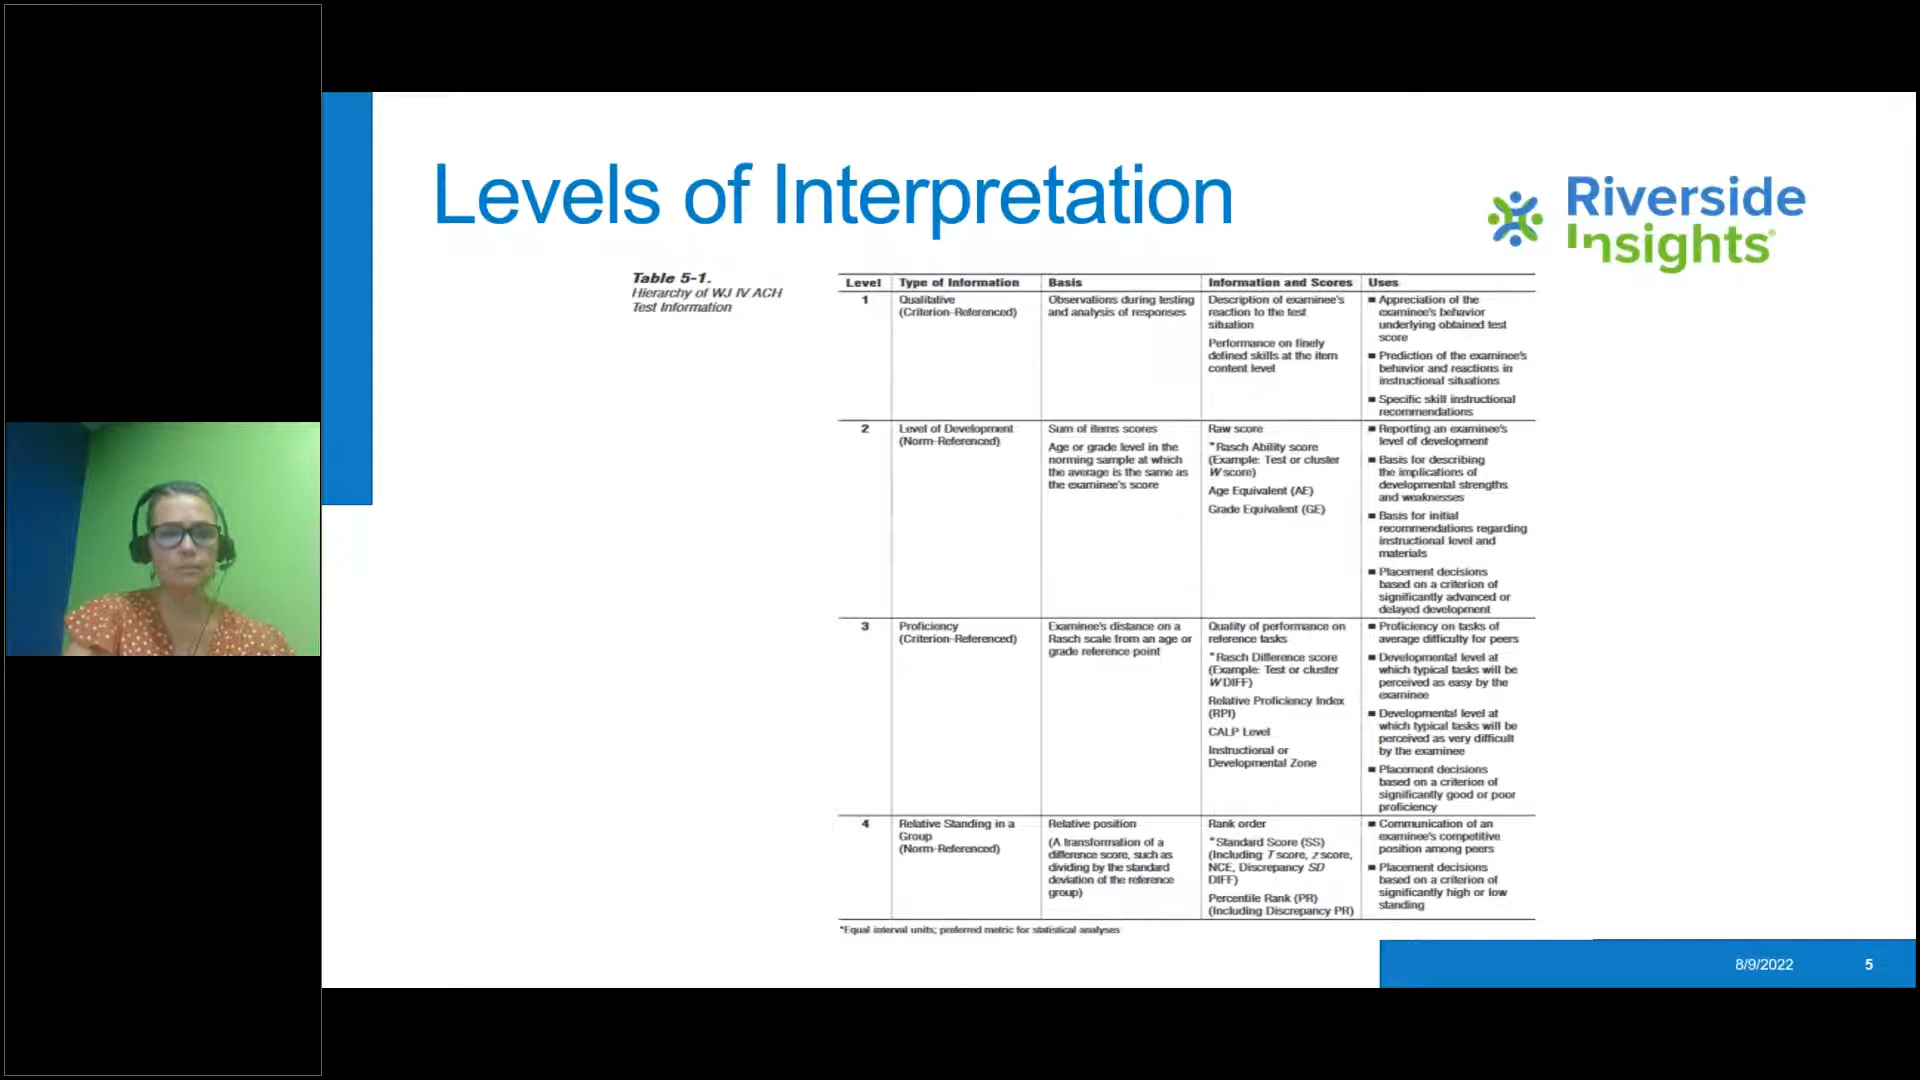 Levels of Interpretation
Riverside
Insights®
Table 5-1.
Hierarchy of WJ IV ACH
Test Information
Level Type of Information Basis Information and Scores Uses
1
Qualitative
(Criterion-Referenced)
Observations during testing
and analysis of responses
Description of examinee's
reaction to the test
situation
Performance on finely
defined skills at the item
content level
■ Appreciation of the
examinee's behavior
underlying obtained test
score
■ Prediction of the examinee's
behavior and reactions in
instructional situations
■ Specific skill instructional
recommendations
2
Level of Development
(Norm-Referenced)
Sum of items scores
Age or grade level in the
norming sample at which
the average is the same as
the examinee's score
Raw score
*Rasch Ability score
(Example: Test or cluster
W score)
Age Equivalent (AE)
Grade Equivalent (GE)
■ Reporting an examinee's
level of development
■ Basis for describing
the implications of
developmental strengths
and weaknesses
■ Basis for initial
recommendations regarding
instructional level and
materials
■ Placement decisions
based on a criterion of
significantly advanced or
delayed development
3
Proficiency
(Criterion-Referenced)
Examinee's distance on a
Rasch scale from an age or
grade reference point
Quality of performance on
reference tasks
*Rasch Difference score
(Example: Test or cluster
W DIFF)
Relative Proficiency Index
(RPI)
CALP Level
Instructional or
Developmental Zone
■ Proficiency on tasks of
average difficulty for peers
■ Developmental level at
which typical tasks will be
perceived as easy by the
examinee
■ Developmental level at
which typical tasks will be
perceived as very difficult
by the examinee
■ Placement decisions
based on a criterion of
significantly good or poor
proficiency
4
Relative Standing in a
Group
(Norm-Referenced)
Relative position
(A transformation of a
difference score, such as
dividing by the standard
deviation of the reference
group)
Rank order
*Standard Score (SS)
(Including T score, z score,
NCE, Discrepancy SD
DIFF)
Percentile Rank (PR)
(Including Discrepancy PR)
■ Communication of an
examinee's competitive
position among peers
■ Placement decisions
based on a criterion of
significantly high or low
standing
*Equal interval units; preferred metric for statistical analyses
8/9/2022
5